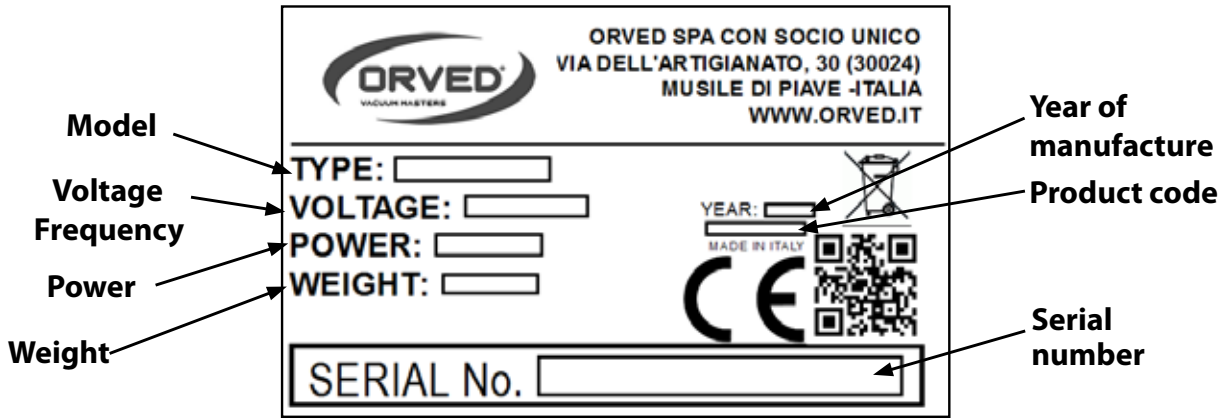 ORVED
VACUUM MASTERS
ORVED SPA CON SOCIO UNICO
VIA DELL'ARTIGIANATO, 30 (30024)
MUSILE DI PIAVE -ITALIA
WWW.ORVED.IT
Model
Voltage
Frequency
Power
Weight
TYPE:
VOLTAGE:
POWER:
WEIGHT:
YEAR:
MADE IN ITALY
CE
SERIAL No.
Year of
manufacture
Product code
Serial
number